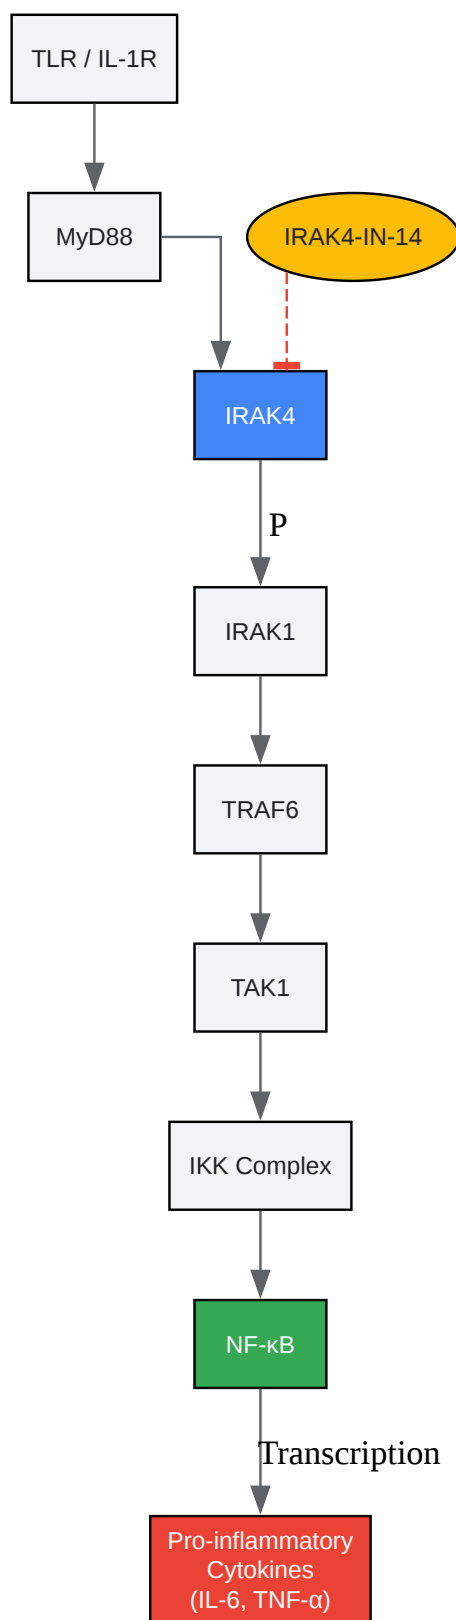 TLR / IL-1R
MyD88
IRAK4-IN-14
IRAK4
P
IRAK1
TRAF6
TAK1
IKK Complex
NF-κB
Transcription
Pro-inflammatory
Cytokines
(IL-6, TNF-α)